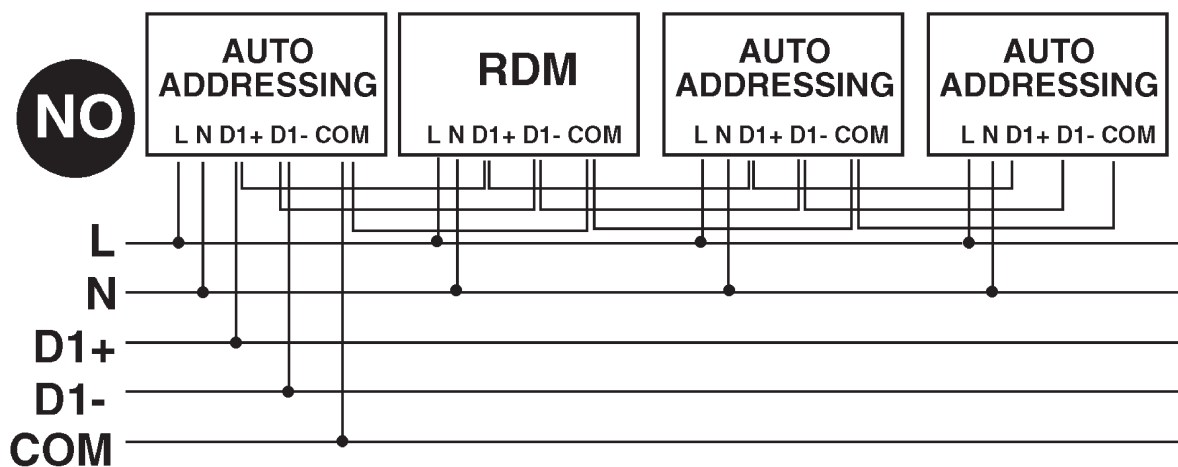 NO
AUTO
ADDRESSING
L N D1+ D1- COM
RDM
L N D1+ D1- COM
AUTO
ADDRESSING
L N D1+ D1- COM
AUTO
ADDRESSING
L N D1+ D1- COM
L
N
D1+
D1-
COM